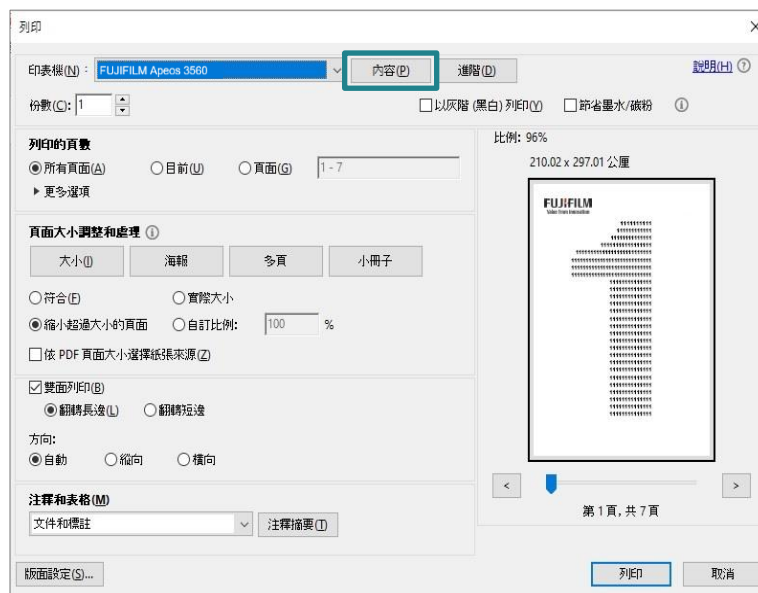 列印
印表機(N)： FUJIFILM Apeos 3560 內容(P) 進階(D) 說明(H)
份數(C): 1 以灰階 (黑白) 列印(Y) 節省墨水/碳粉
列印的頁數
所有頁面(A) 目前(U) 頁面(G) 1 - 7
更多選項
頁面大小調整和處理
大小(I) 海報 多頁 小冊子
符合(F) 實際大小
縮小超過大小的頁面 自訂比例: 100 %
依 PDF 頁面大小選擇紙張來源(Z)
雙面列印(B)
翻轉長邊(L) 翻轉短邊
方向:
自動 縱向 橫向
注釋和表格(M)
文件和標註 注釋摘要(T)
比例: 96%
210.02 x 297.01 公厘
FUJIFILM
Value from Innovation
< >
第 1 頁, 共 7 頁
版面設定(S)... 列印 取消